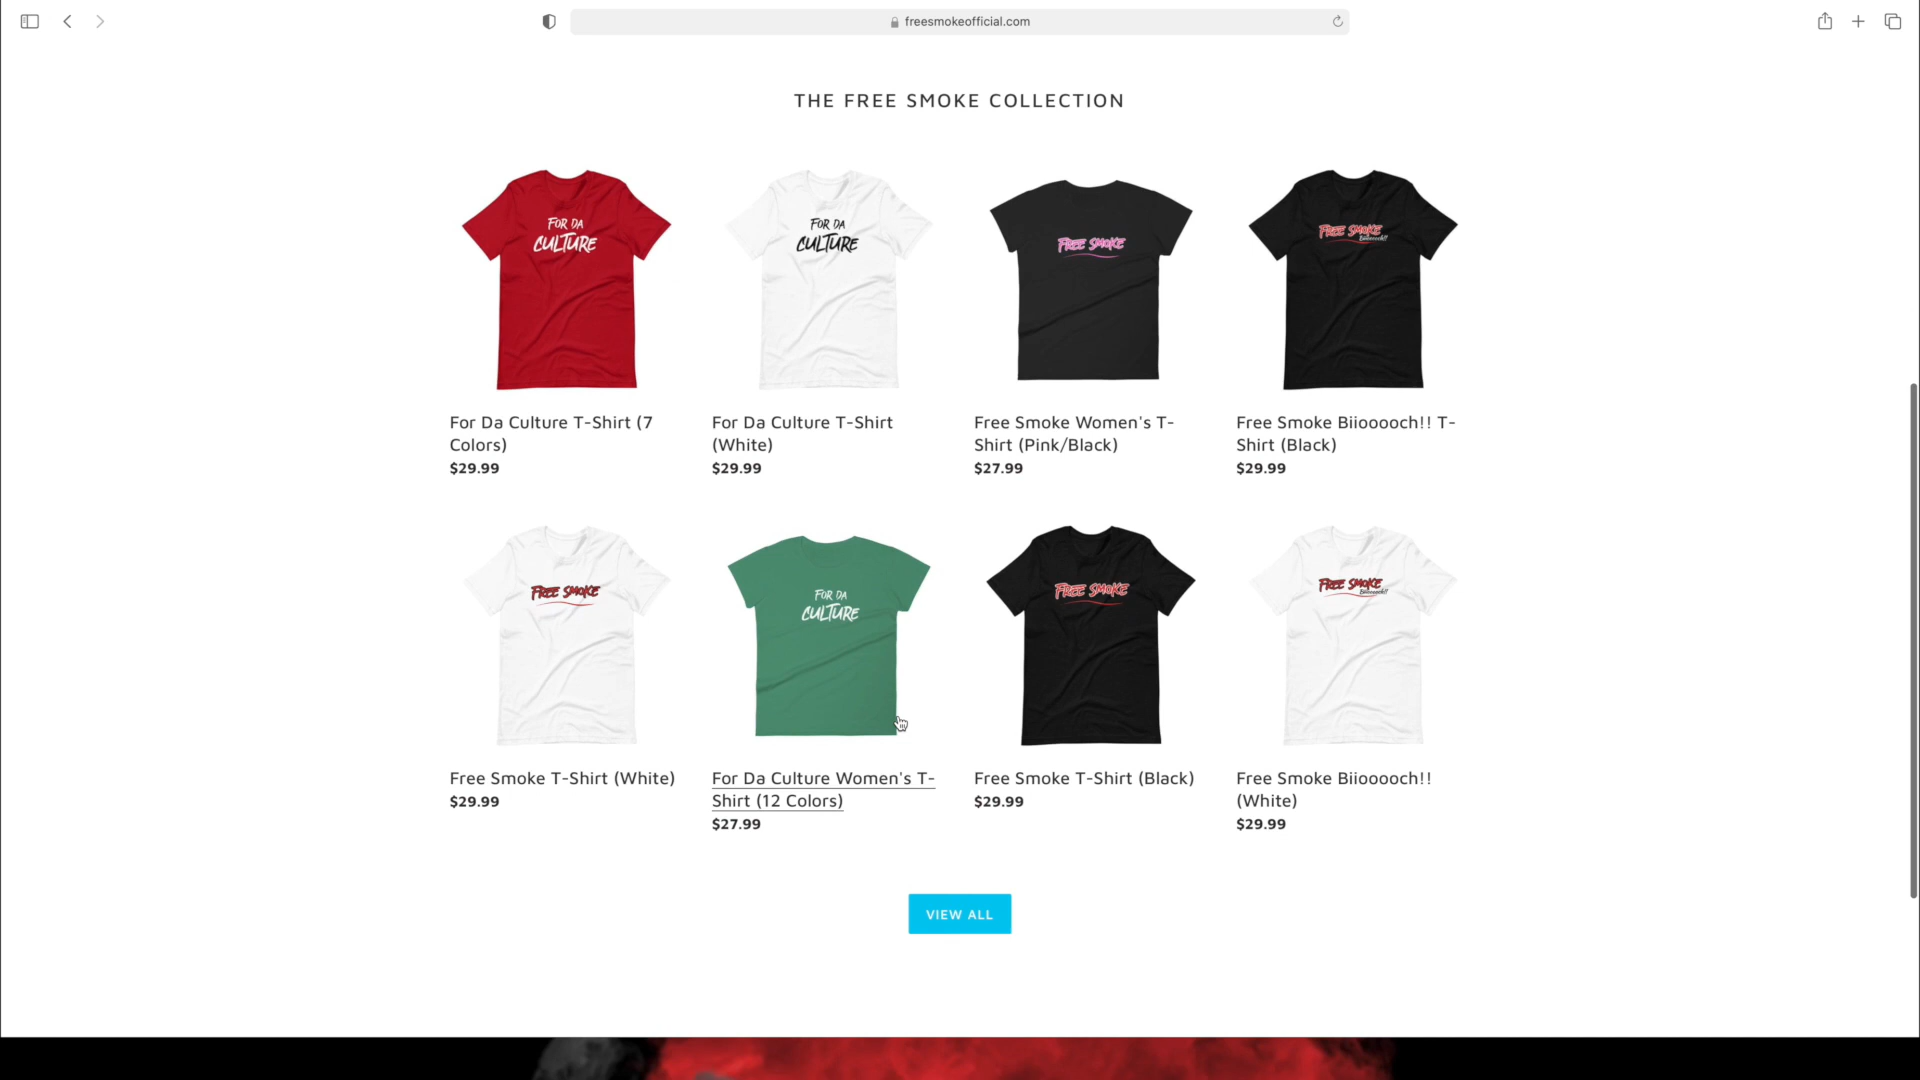 freesmokeofficial.com
THE FREE SMOKE COLLECTION
FOR DA
CULTURE
FOR DA
CULTURE
FREE SMOKE
FREE SMOKE
Biiooooch!!
For Da Culture T-Shirt (7
Colors)
$29.99
For Da Culture T-Shirt
(White)
$29.99
Free Smoke Women's T-
Shirt (Pink/Black)
$27.99
Free Smoke Biiooooch!! T-
Shirt (Black)
$29.99
FREE SMOKE
FOR DA
CULTURE
FREE SMOKE
FREE SMOKE
Biiooooch!!
Free Smoke T-Shirt (White)
$29.99
For Da Culture Women's T-
Shirt (12 Colors)
$27.99
Free Smoke T-Shirt (Black)
$29.99
Free Smoke Biiooooch!!
(White)
$29.99
VIEW ALL